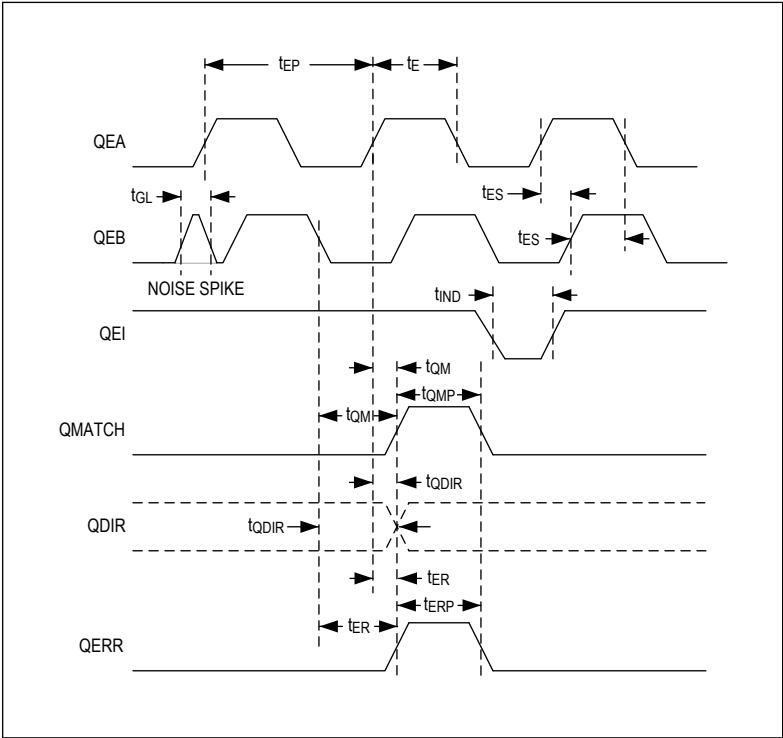 tEP
tE
QEA
tGL
tES
QEB
tES
NOISE SPIKE
tIND
QEI
tQM
tQMP
tQM
QMATCH
tQDIR
QDIR
tQDIR
tER
tERP
tER
QERR